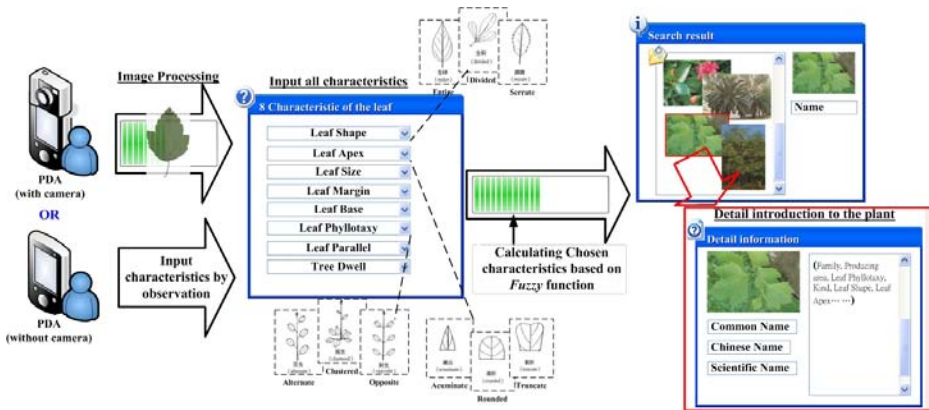 Image Processing
PDA
(with camera)
OR
PDA
(without camera)
Input
characteristics by
observation
Input all characteristics
8 Characteristic of the leaf
Leaf Shape
Leaf Apex
Leaf Size
Leaf Margin
Leaf Base
Leaf Phyllotaxy
Leaf Parallel
Tree Dwell
(divided)
Entire
Divided
Serrate
Alternate
Clustered
Opposite
Acuminate
Rounded
Truncate
Calculating Chosen
characteristics based on
Fuzzy function
Search result
Name
Detail introduction to the plant
Detail information
(Family, Producing
area, Leaf Phyllotaxy,
Kind, Leaf Shape, Leaf
Apex⋯⋯)
Common Name
Chinese Name
Scientific Name